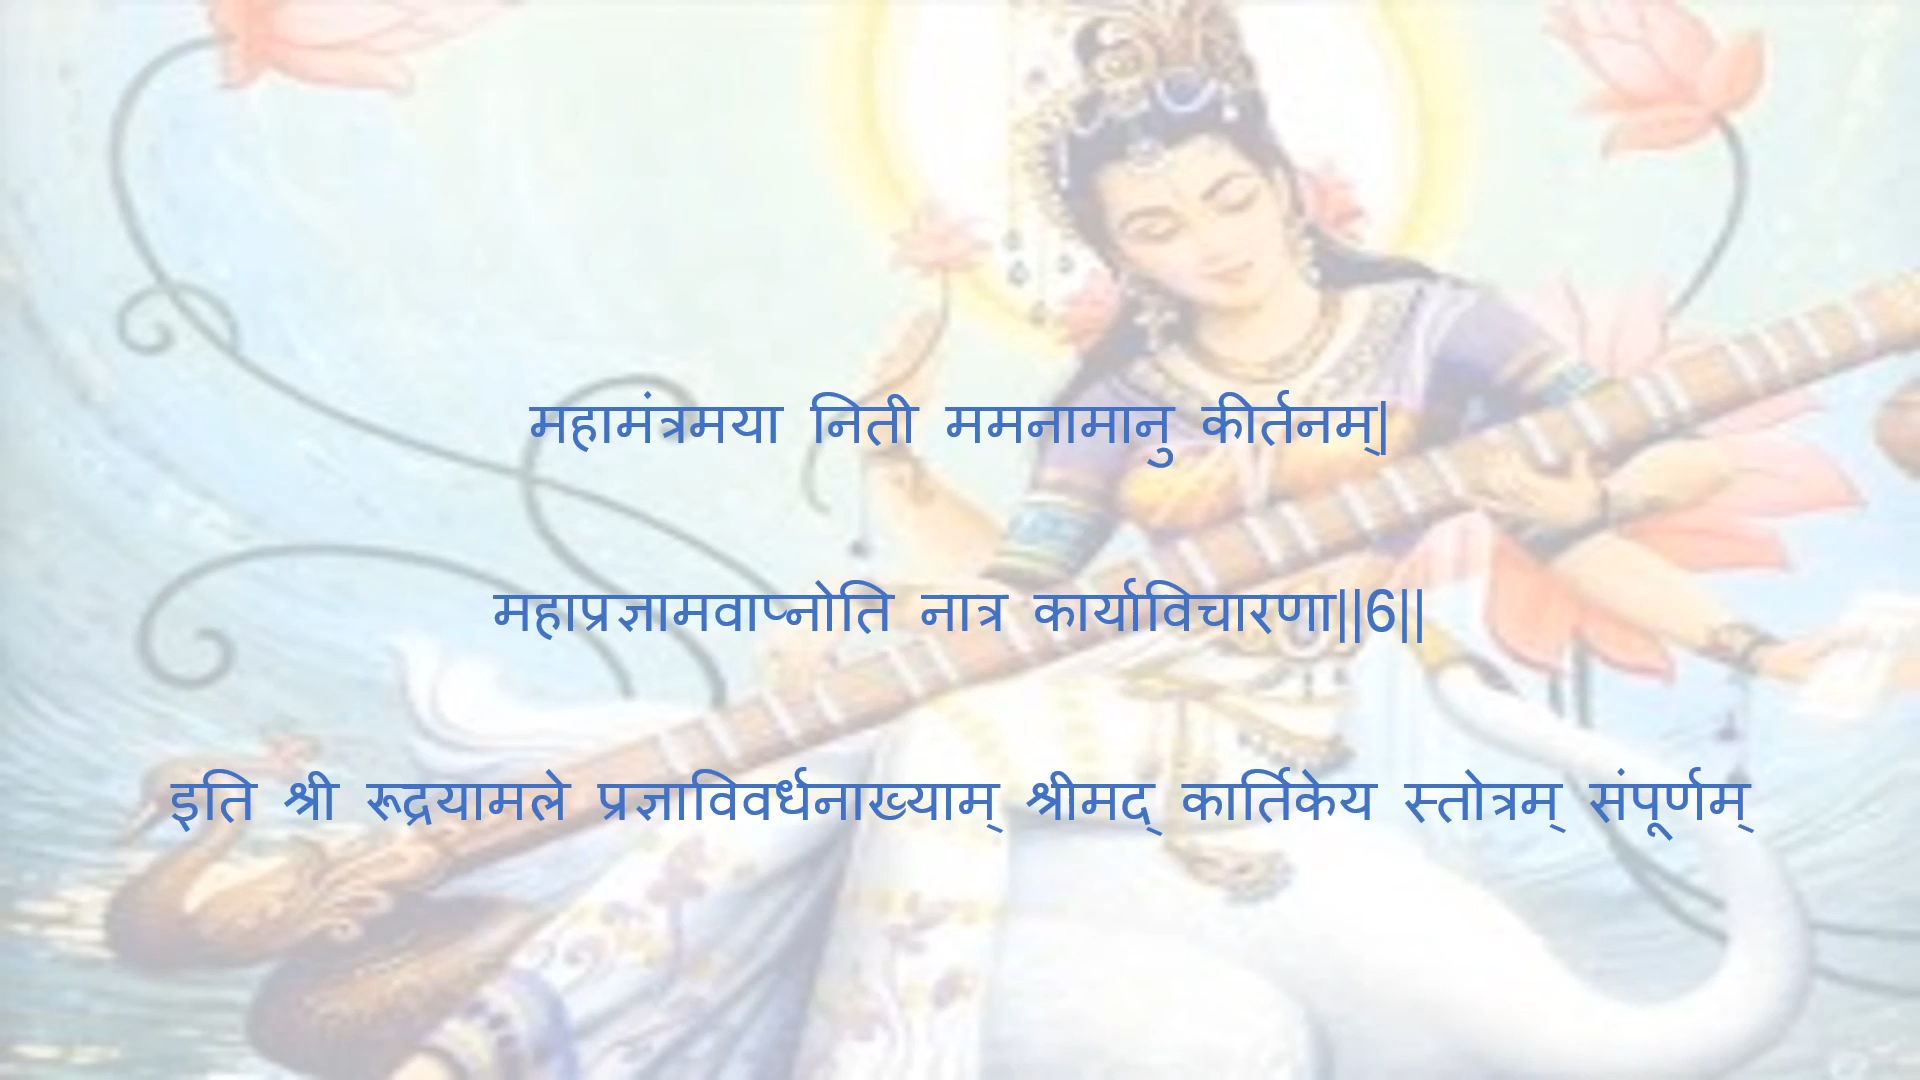 महामंत्रमया निती ममनामानु कीर्तनम्|
महाप्रज्ञामवाप्नोति नात्र कार्याविचारणा||6||
इति श्री रूद्रयामले प्रज्ञाविवर्धनाख्याम् श्रीमद् कार्तिकेय स्तोत्रम् संपूर्णम्